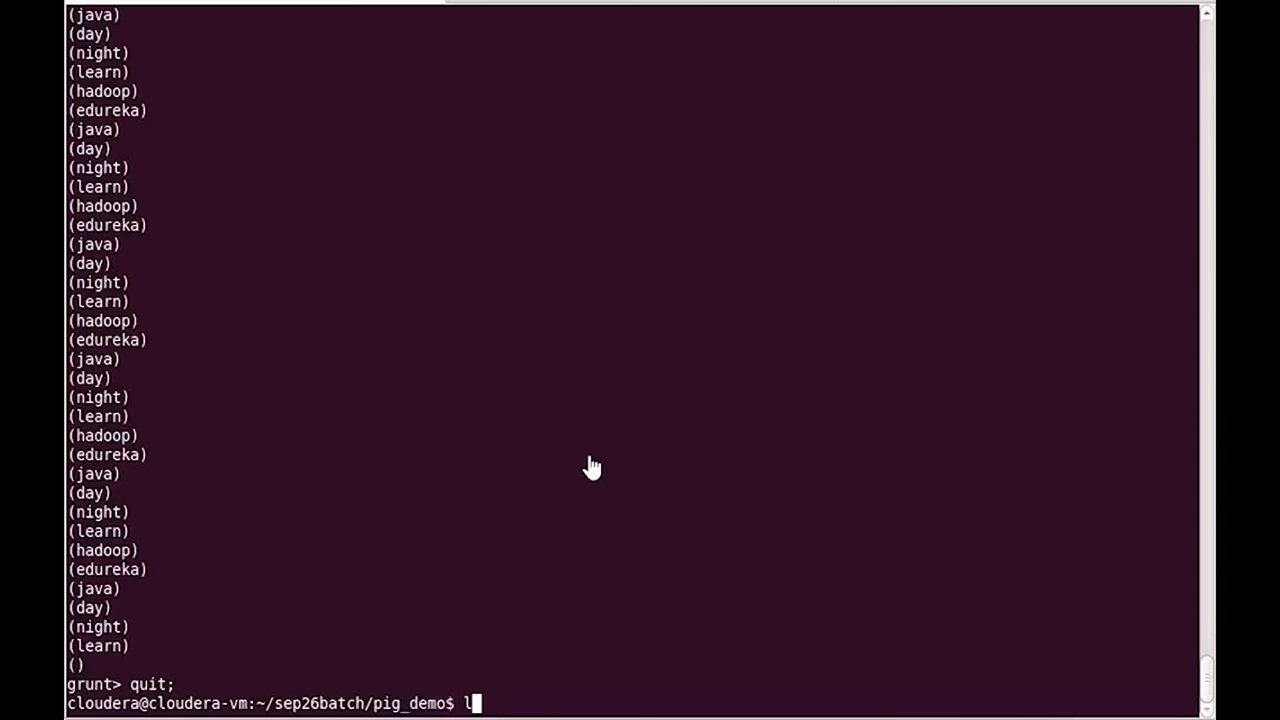 (java)
(day)
(night)
(learn)
(hadoop)
(edureka)
(java)
(day)
(night)
(learn)
(hadoop)
(edureka)
(java)
(day)
(night)
(learn)
(hadoop)
(edureka)
(java)
(day)
(night)
(learn)
(hadoop)
(edureka)
(java)
(day)
(night)
(learn)
(hadoop)
(edureka)
(java)
(day)
(night)
(learn)
()
grunt> quit;
cloudera@cloudera-vm:~/sep26batch/pig_demo$ l